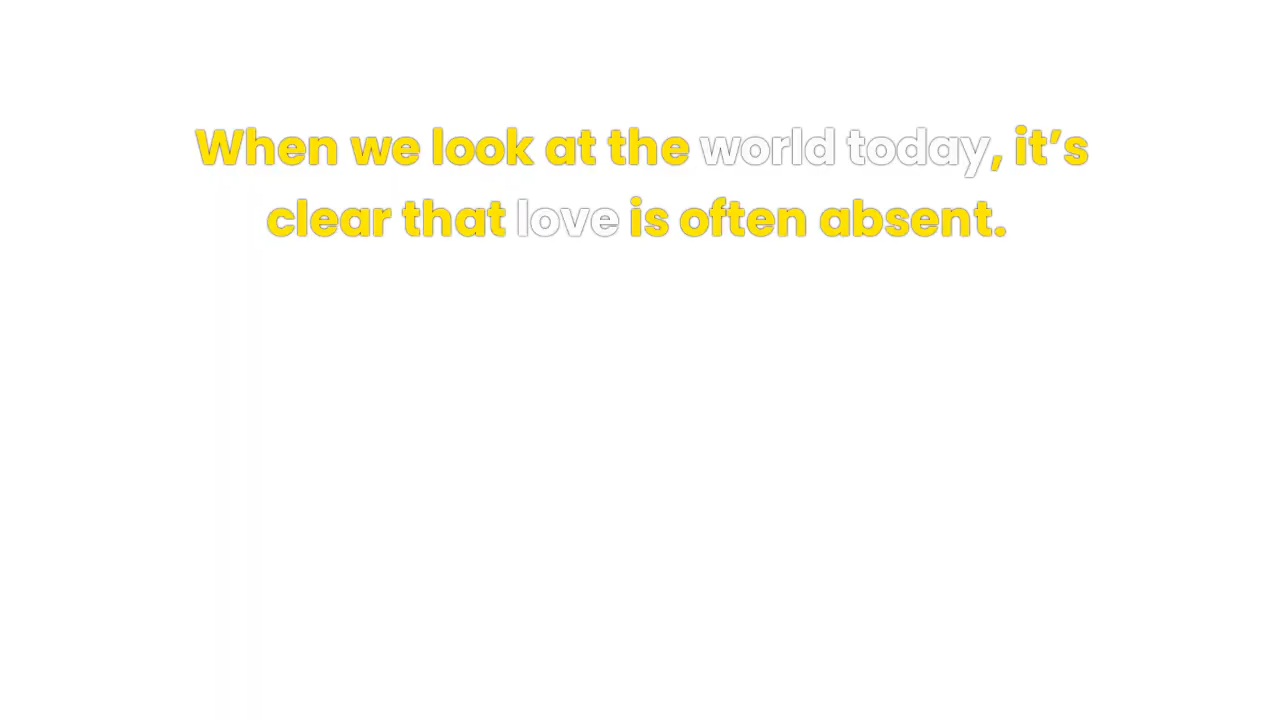 When we look at the world today, it’s
clear that love is often absent.